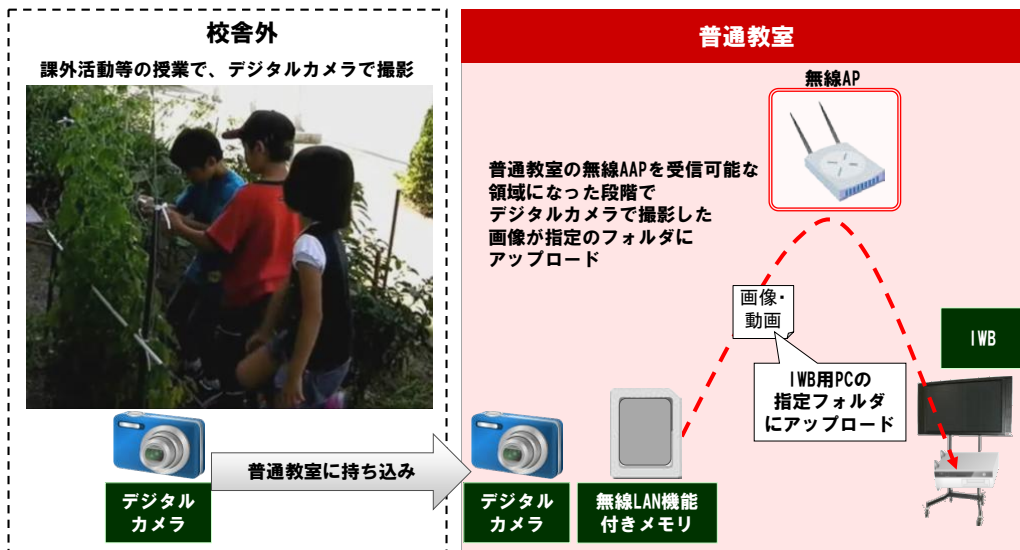 校舎外
課外活動等の授業で、デジタルカメラで撮影
デジタル
カメラ
普通教室に持ち込み
普通教室
無線AP
普通教室の無線AAPを受信可能な
領域になった段階で
デジタルカメラで撮影した
画像が指定のフォルダに
アップロード
画像・
動画
IWB用PCの
指定フォルダ
にアップロード
IWB
デジタル
カメラ
無線LAN機能
付きメモリ